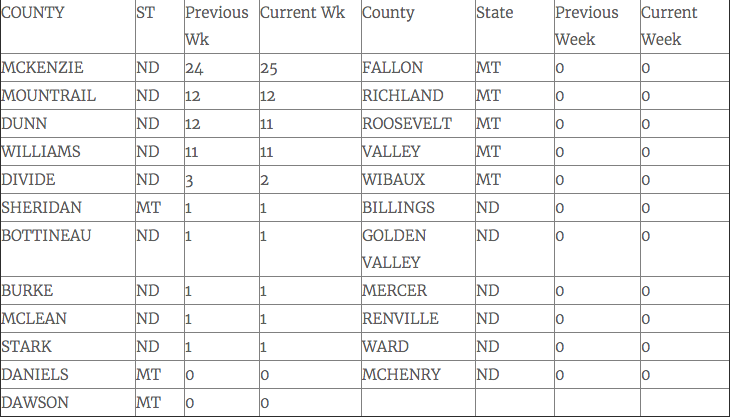 COUNTY ST Previous Wk Current Wk County State Previous Week Current Week
MCKENZIE ND 24 25 FALLON MT 0 0
MOUNTRAIL ND 12 12 RICHLAND MT 0 0
DUNN ND 12 11 ROOSEVELT MT 0 0
WILLIAMS ND 11 11 VALLEY MT 0 0
DIVIDE ND 3 2 WIBAUX MT 0 0
SHERIDAN MT 1 1 BILLINGS ND 0 0
BOTTINEAU ND 1 1 GOLDEN VALLEY ND 0 0
BURKE ND 1 1 MERCER ND 0 0
MCLEAN ND 1 1 RENVILLE ND 0 0
STARK ND 1 1 WARD ND 0 0
DANIELS MT 0 0 MCHENRY ND 0 0
DAWSON MT 0 0